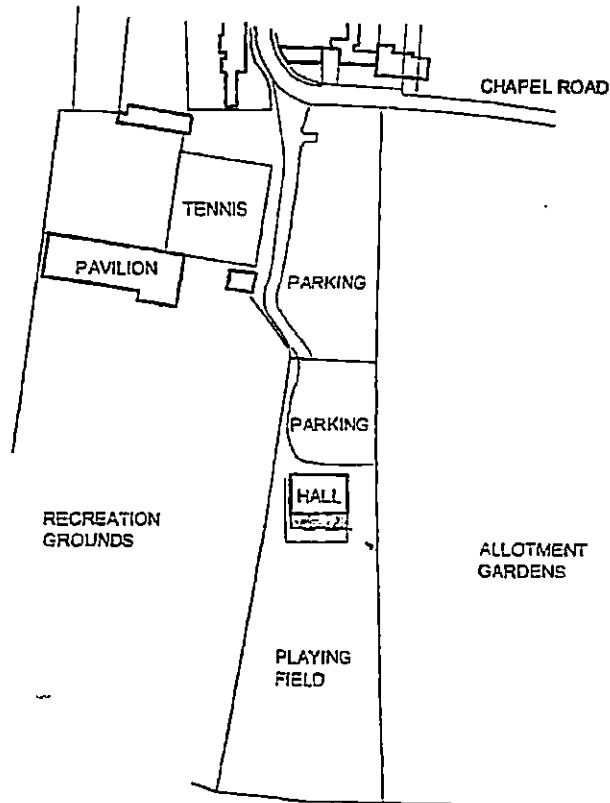 CHAPEL ROAD
TENNIS
PAVILION
PARKING
PARKING
HALL
RECREATION
GROUNDS
ALLOTMENT
GARDENS
PLAYING
FIELD